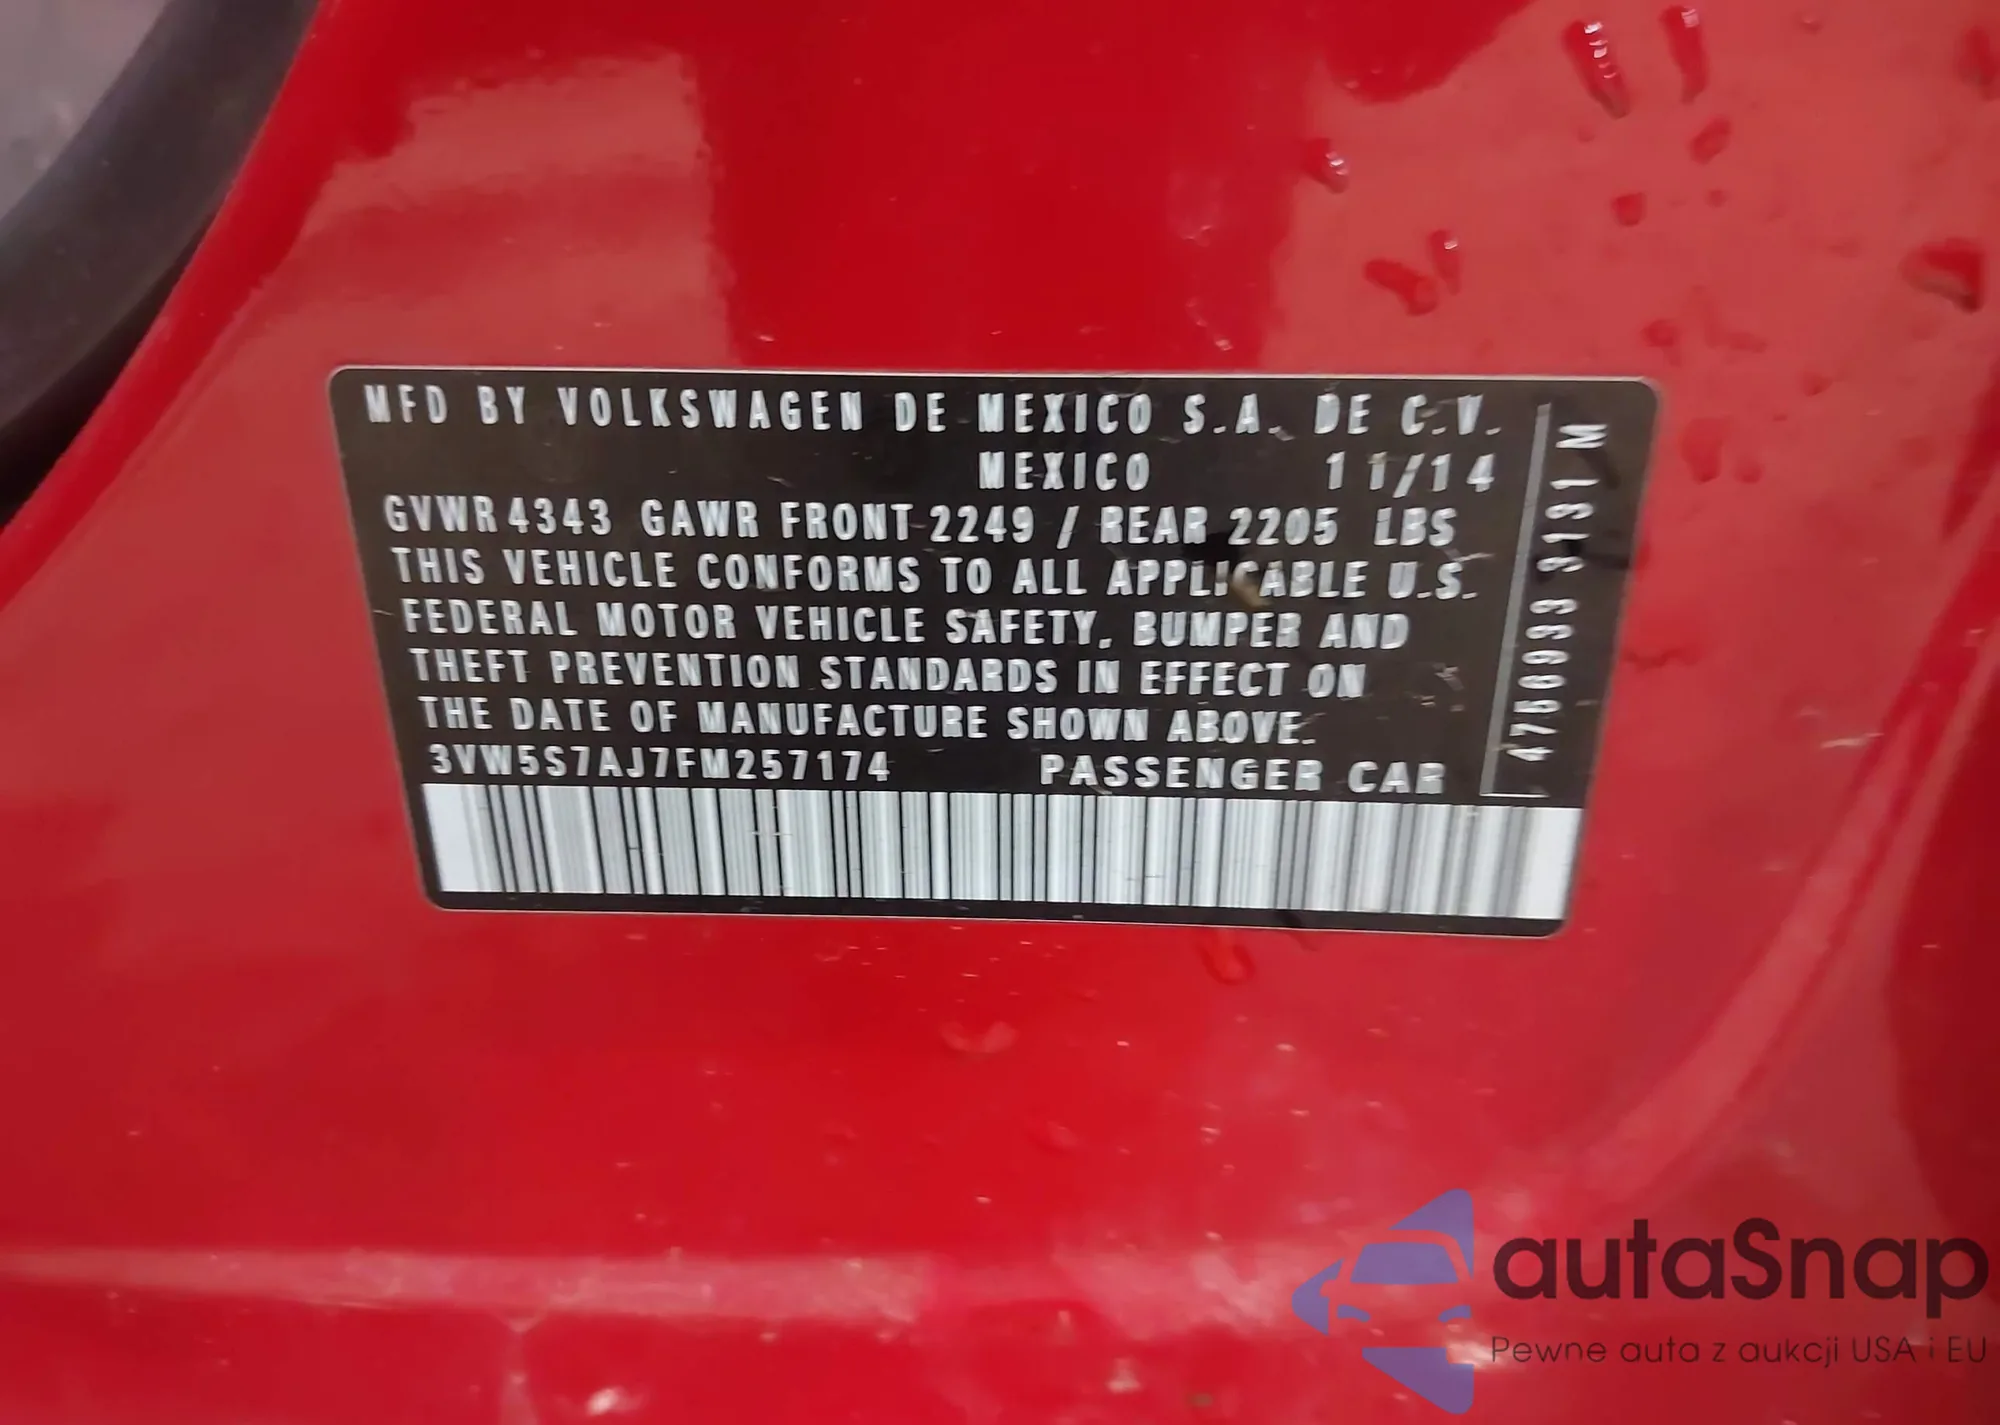 MFD BY VOLKSWAGEN DE MEXICO S.A. DE C.V.
MEXICO 11/14
GVWR 4343 GAWR FRONT 2249 / REAR 2205 LBS
THIS VEHICLE CONFORMS TO ALL APPLICABLE U.S.
FEDERAL MOTOR VEHICLE SAFETY, BUMPER AND
THEFT PREVENTION STANDARDS IN EFFECT ON
THE DATE OF MANUFACTURE SHOWN ABOVE.
3VW5S7AJ7FM257174 PASSENGER CAR
3131 M
autaSnap
Pewne auta z aukcji USA i EU